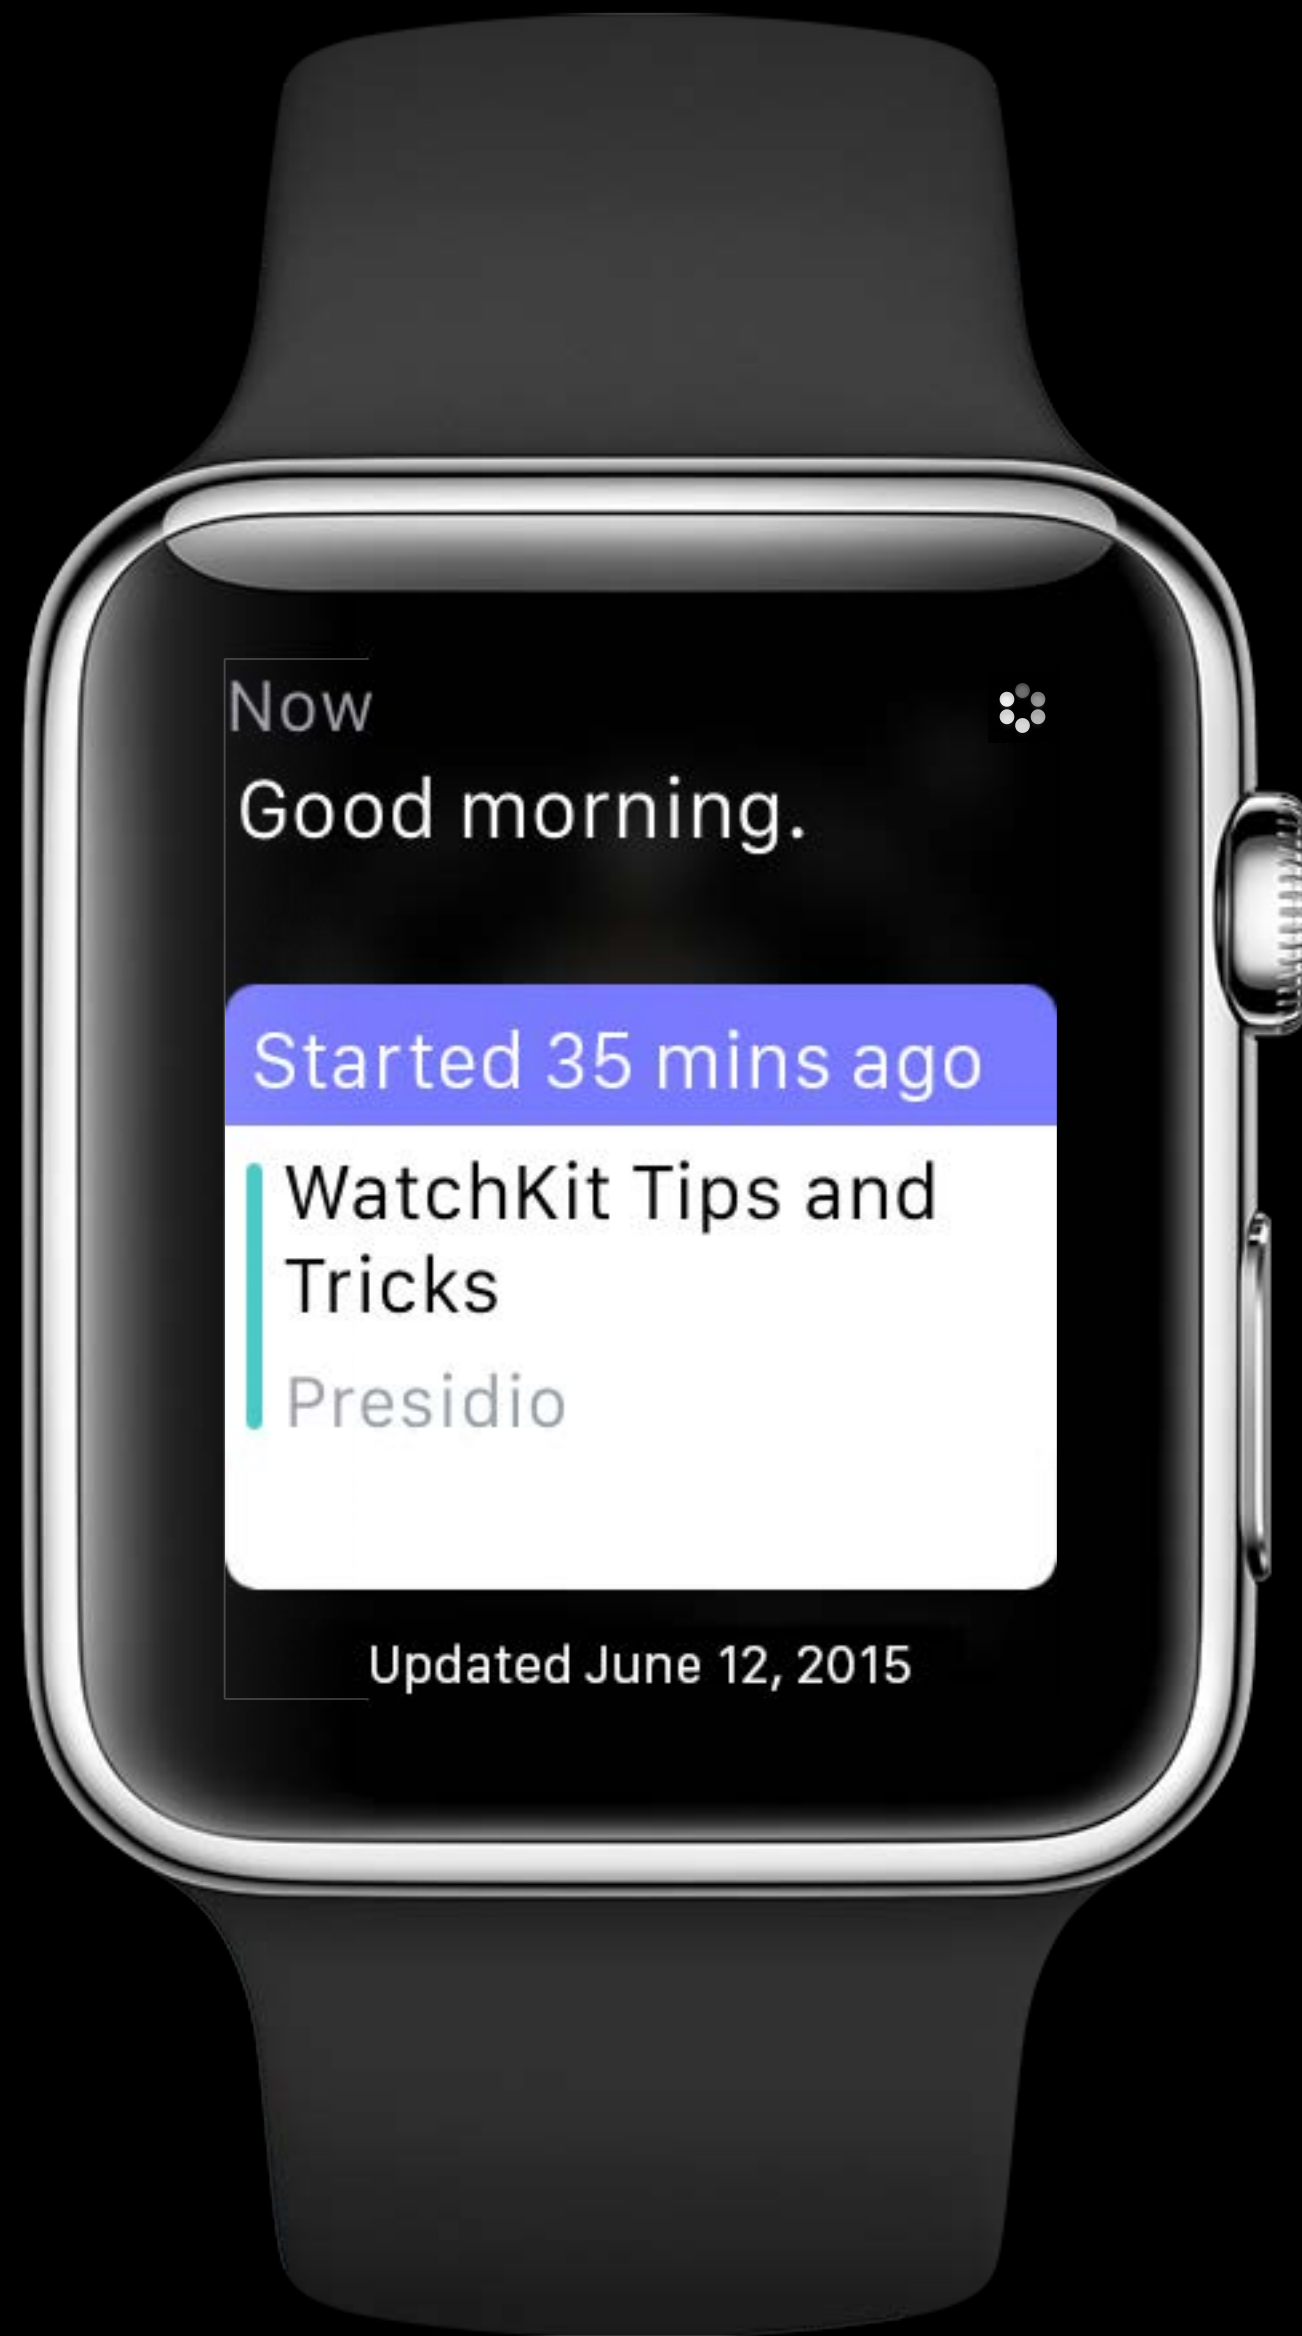 Now
Good morning.
Started 35 mins ago
WatchKit Tips and
Tricks
Presidio
Updated June 12, 2015